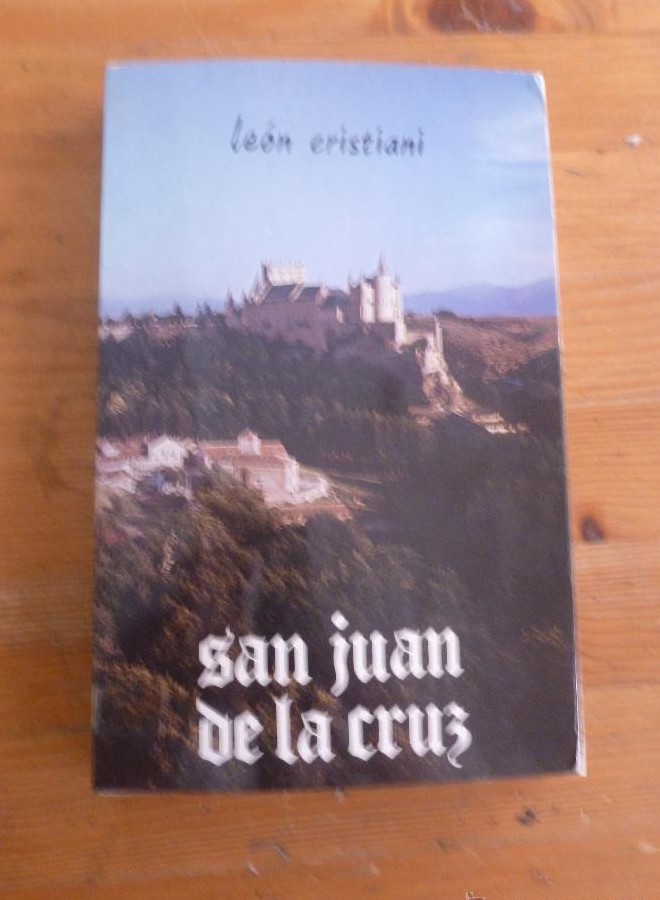 león cristiani
san juan
de la cruz